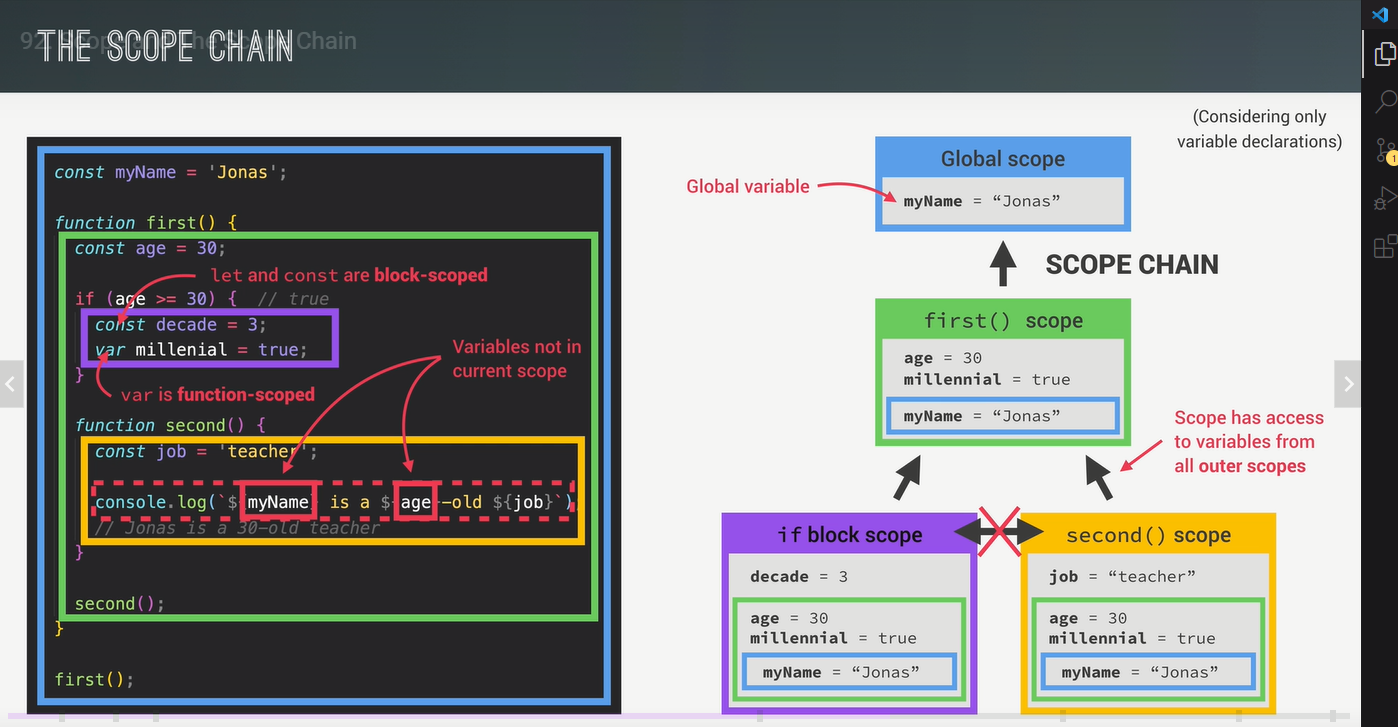 92. Scope and The Scope Chain
THE SCOPE CHAIN
const myName = 'Jonas';
function first() {
const age = 30;
let and const are block-scoped
if (age >= 30) { // true
const decade = 3;
var millenial = true;
}
var is function-scoped
Variables not in
current scope
function second() {
const job = 'teacher';
console.log(`${myName} is a ${age}-old ${job}`)
// Jonas is a 30-old teacher
}
second();
}
first();
(Considering only
variable declarations)
Global scope
Global variable
myName = “Jonas”
SCOPE CHAIN
first() scope
age = 30
millennial = true
myName = “Jonas”
Scope has access
to variables from
all outer scopes
if block scope
decade = 3
age = 30
millennial = true
myName = “Jonas”
second() scope
job = “teacher”
age = 30
millennial = true
myName = “Jonas”
1